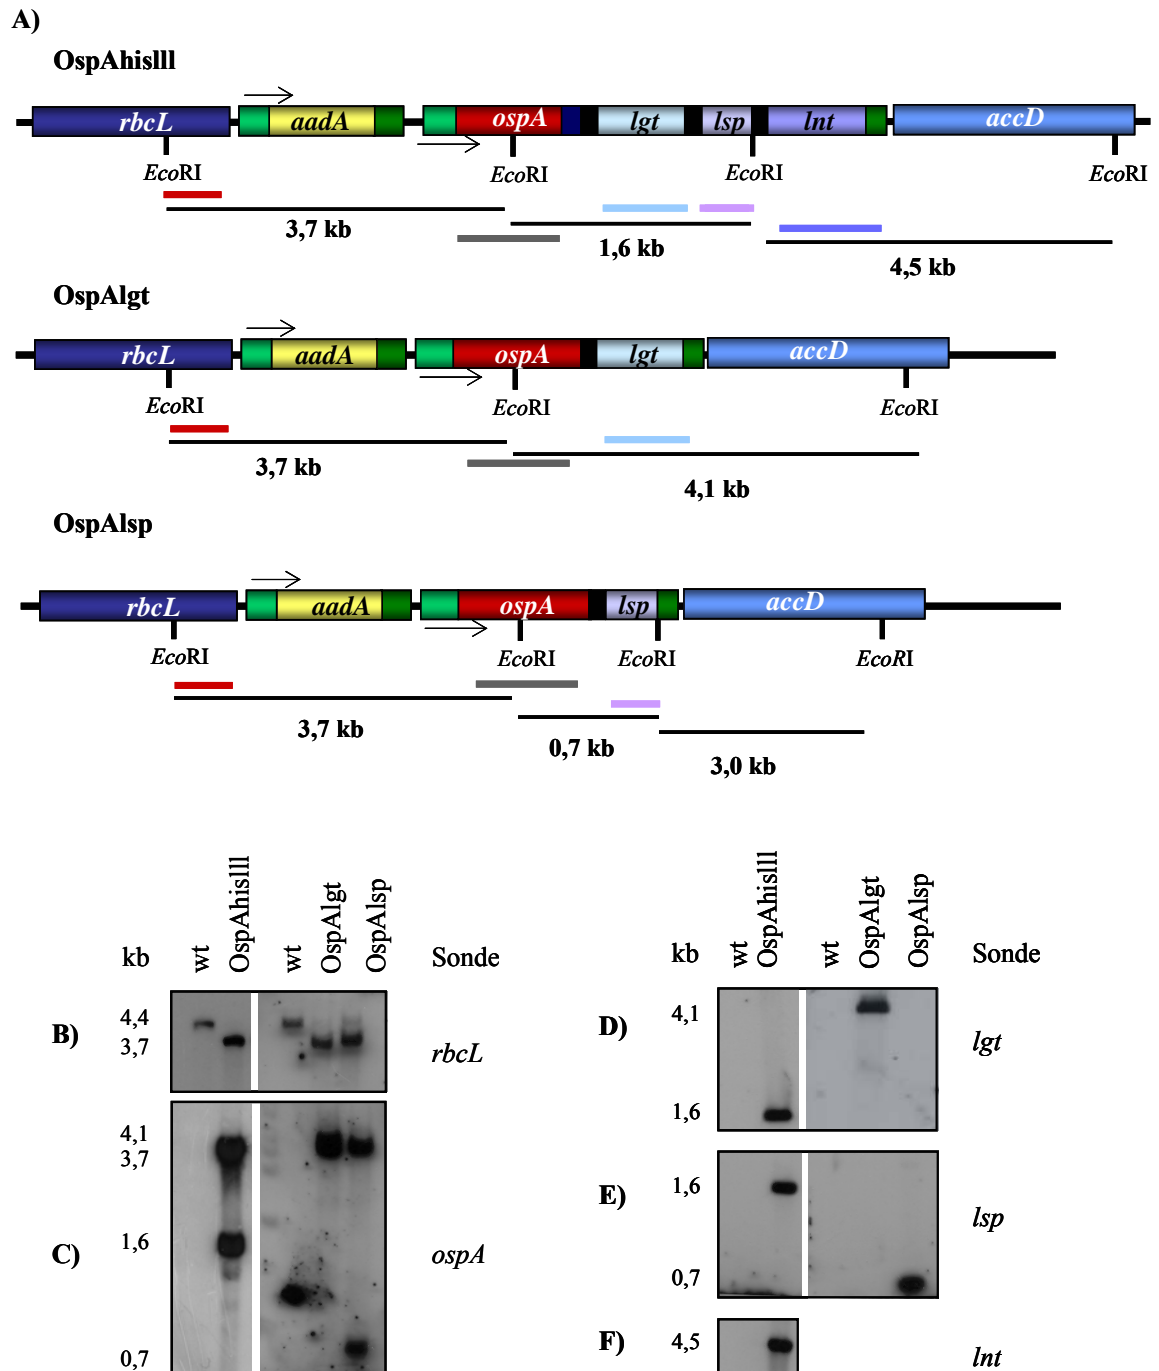 A)
OspAhislll
rbcL aadA ospA lgt lsp lnt accD
EcoRI EcoRI EcoRI EcoRI
3,7 kb 1,6 kb 4,5 kb
OspAlgt
rbcL aadA ospA lgt accD
EcoRI EcoRI EcoRI
3,7 kb 4,1 kb
OspAlsp
rbcL aadA ospA lsp accD
EcoRI EcoRI EcoRI EcoRI
3,7 kb 0,7 kb 3,0 kb
kb wt OspAhislll wt OspAlgt OspAlsp Sonde
B) 4,4 3,7 rbcL
C) 4,1 3,7 1,6 0,7 ospA
kb wt OspAhislll wt OspAlgt OspAlsp Sonde
D) 4,1 1,6 lgt
E) 1,6 0,7 lsp
F) 4,5 lnt